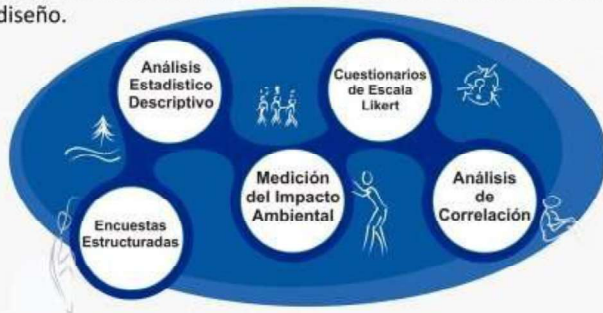 diseño.
Análisis
Estadístico
Descriptivo
Cuestionarios
de Escala
Likert
Encuestas
Estructuradas
Medición
del Impacto
Ambiental
Análisis
de
Correlación